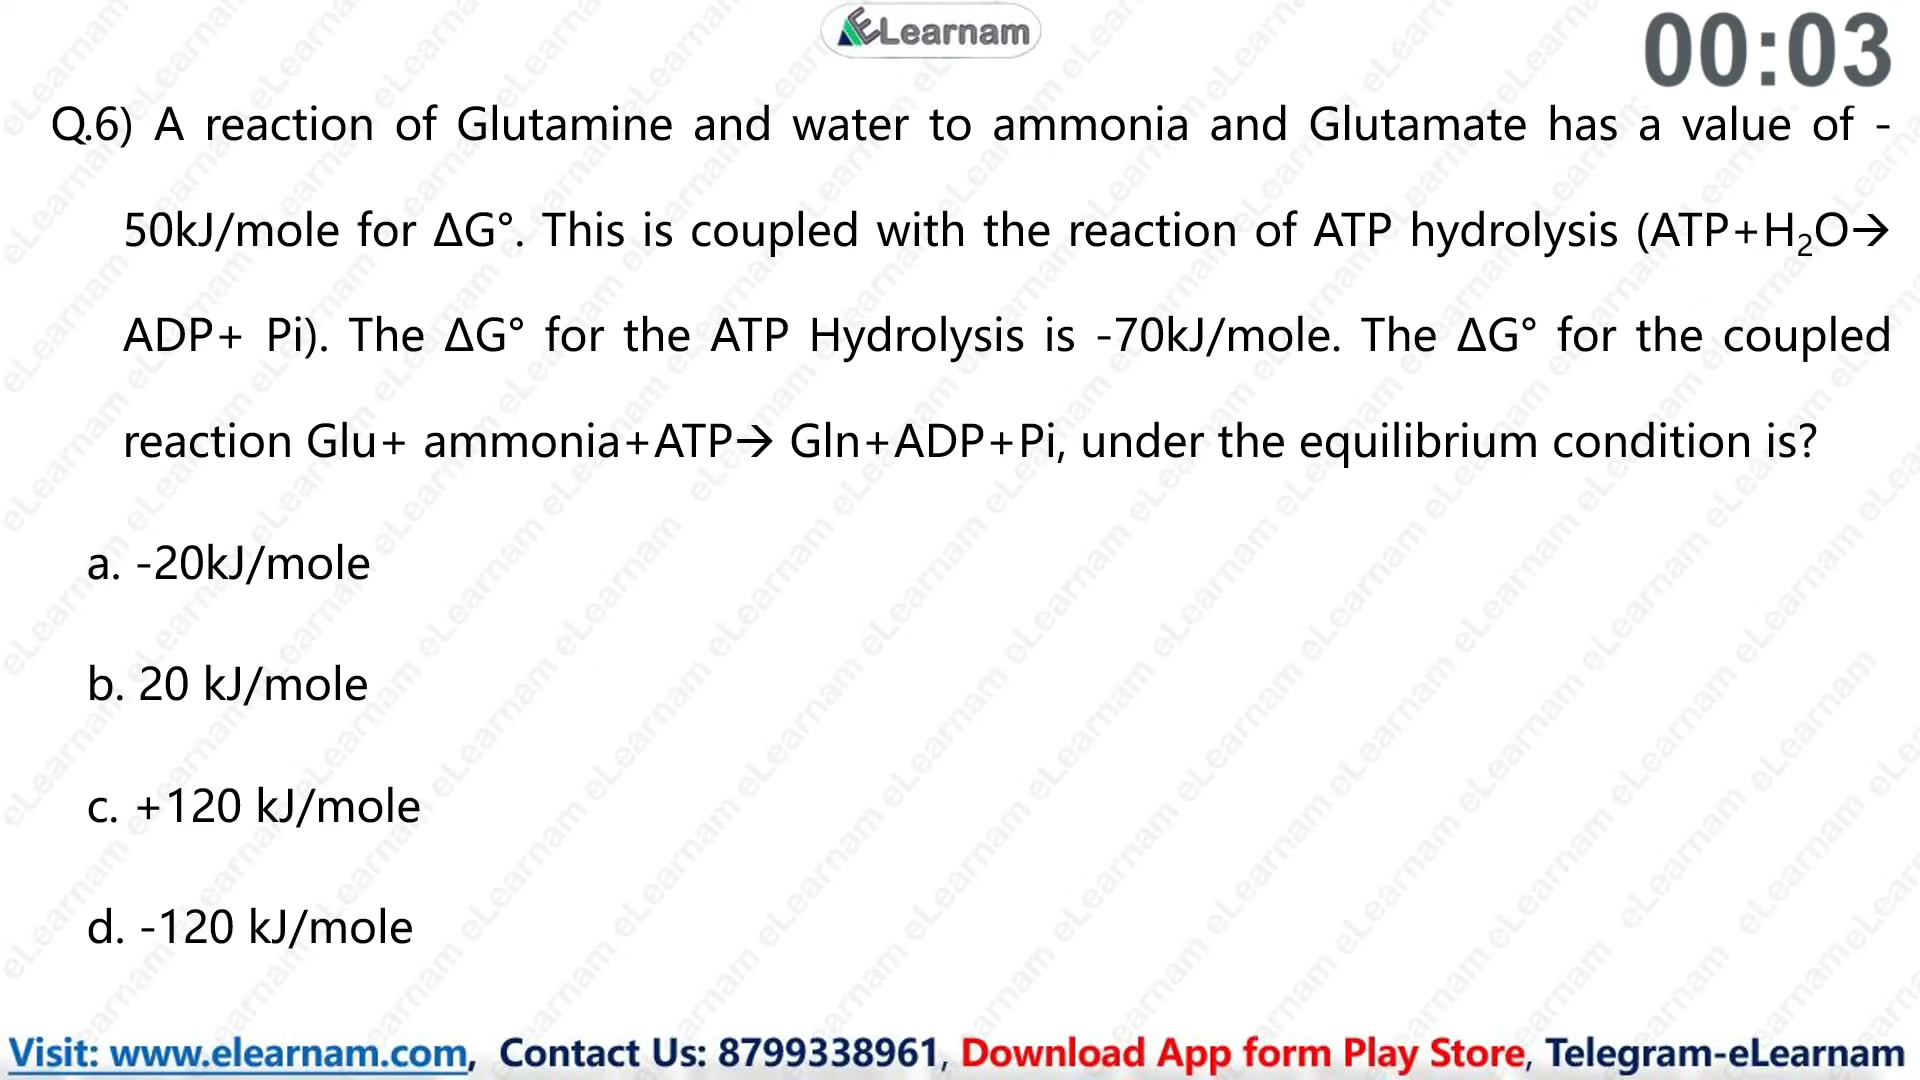 ELearnam
00:03
Q.6) A reaction of Glutamine and water to ammonia and Glutamate has a value of -
50kJ/mole for ΔG°. This is coupled with the reaction of ATP hydrolysis (ATP+H₂O→
ADP+ Pi). The ΔG° for the ATP Hydrolysis is -70kJ/mole. The ΔG° for the coupled
reaction Glu+ ammonia+ATP→ Gln+ADP+Pi, under the equilibrium condition is?
a. -20kJ/mole
b. 20 kJ/mole
c. +120 kJ/mole
d. -120 kJ/mole
Visit: www.elearnam.com, Contact Us: 8799338961, Download App form Play Store, Telegram-eLearnam